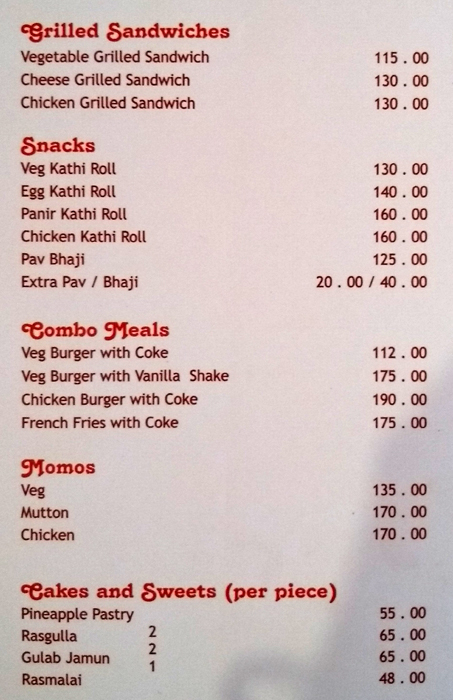 Grilled Sandwiches
Vegetable Grilled Sandwich 115 . 00
Cheese Grilled Sandwich 130 . 00
Chicken Grilled Sandwich 130 . 00
Snacks
Veg Kathi Roll 130 . 00
Egg Kathi Roll 140 . 00
Panir Kathi Roll 160 . 00
Chicken Kathi Roll 160 . 00
Pav Bhaji 125 . 00
Extra Pav / Bhaji 20 . 00 / 40 . 00
Combo Meals
Veg Burger with Coke 112 . 00
Veg Burger with Vanilla Shake 175 . 00
Chicken Burger with Coke 190 . 00
French Fries with Coke 175 . 00
Momos
Veg 135 . 00
Mutton 170 . 00
Chicken 170 . 00
Cakes and Sweets (per piece)
Pineapple Pastry 55 . 00
Rasgulla 2 65 . 00
Gulab Jamun 2 65 . 00
Rasmalai 1 48 . 00